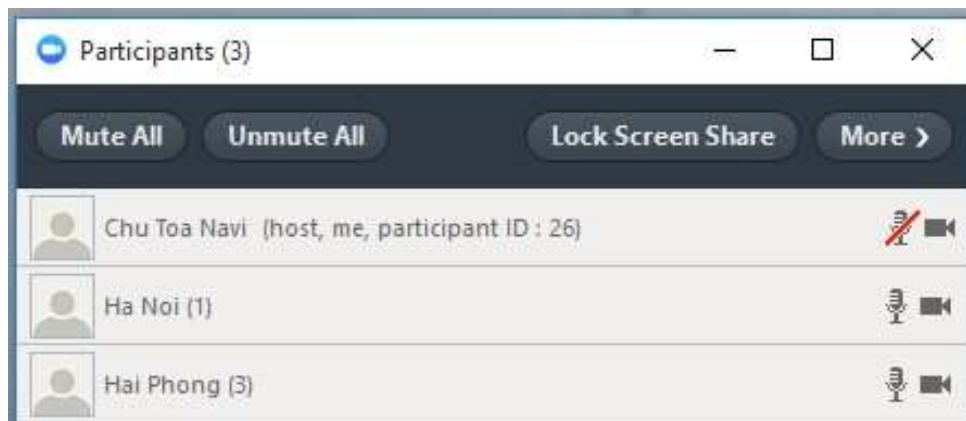 Participants (3)
Mute All Unmute All Lock Screen Share More ❯
Chu Toa Navi (host, me, participant ID : 26)
Ha Noi (1)
Hai Phong (3)